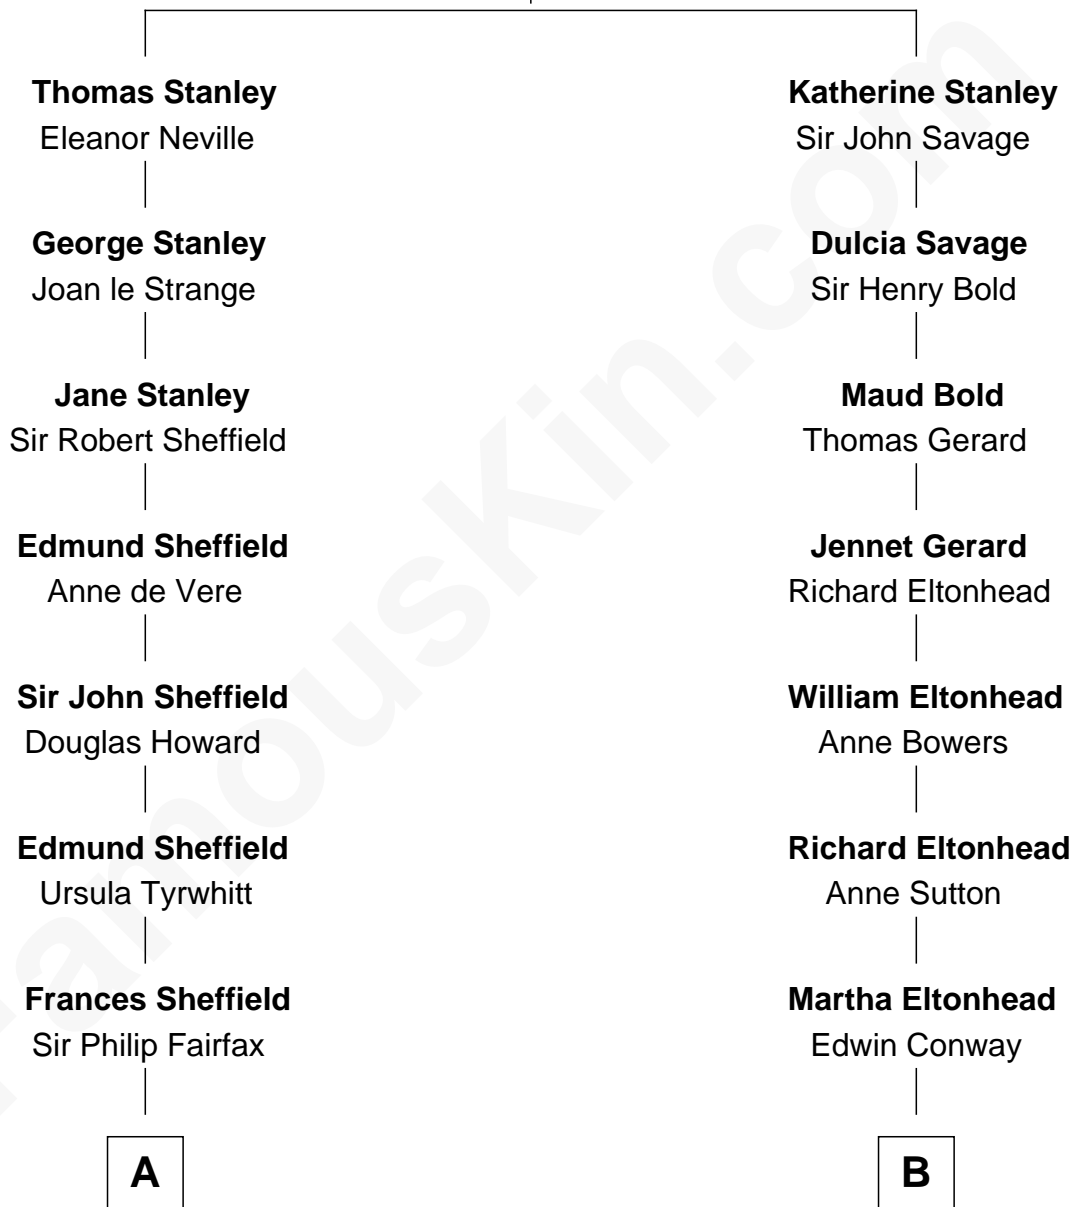 Thomas Stanley
Eleanor Neville
Katherine Stanley
Sir John Savage
George Stanley
Joan le Strange
Dulcia Savage
Sir Henry Bold
Jane Stanley
Sir Robert Sheffield
Maud Bold
Thomas Gerard
Edmund Sheffield
Anne de Vere
Jennet Gerard
Richard Eltonhead
Sir John Sheffield
Douglas Howard
William Eltonhead
Anne Bowers
Edmund Sheffield
Ursula Tyrwhitt
Richard Eltonhead
Anne Sutton
Frances Sheffield
Sir Philip Fairfax
Martha Eltonhead
Edwin Conway
A
B
FamousKin.com